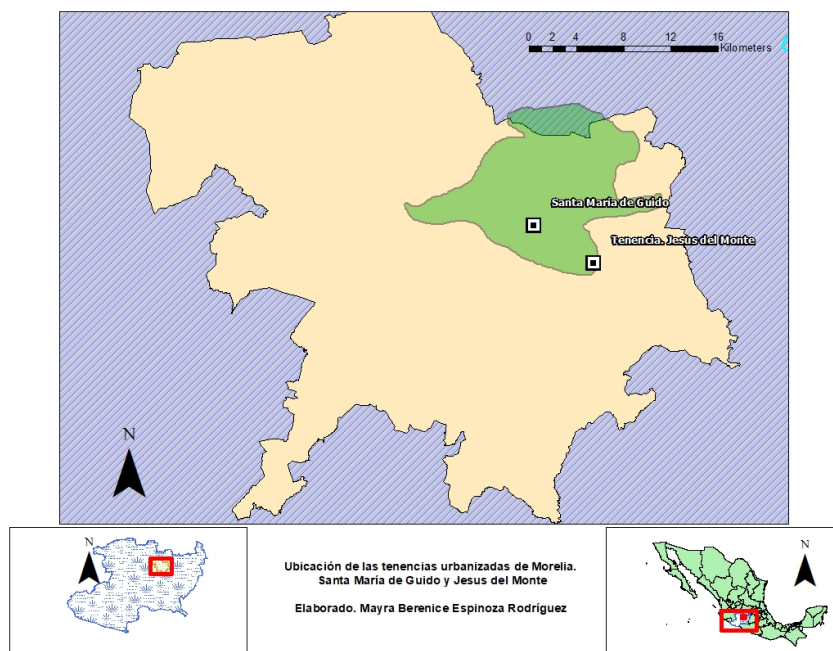 0 2 4 8 12 16
Kilometers
Santa María de Guido
Tenencia. Jesus del Monte
N
N
Ubicación de las tenencias urbanizadas de Morelia.
Santa María de Guido y Jesus del Monte
Elaborado. Mayra Berenice Espinoza Rodríguez
N